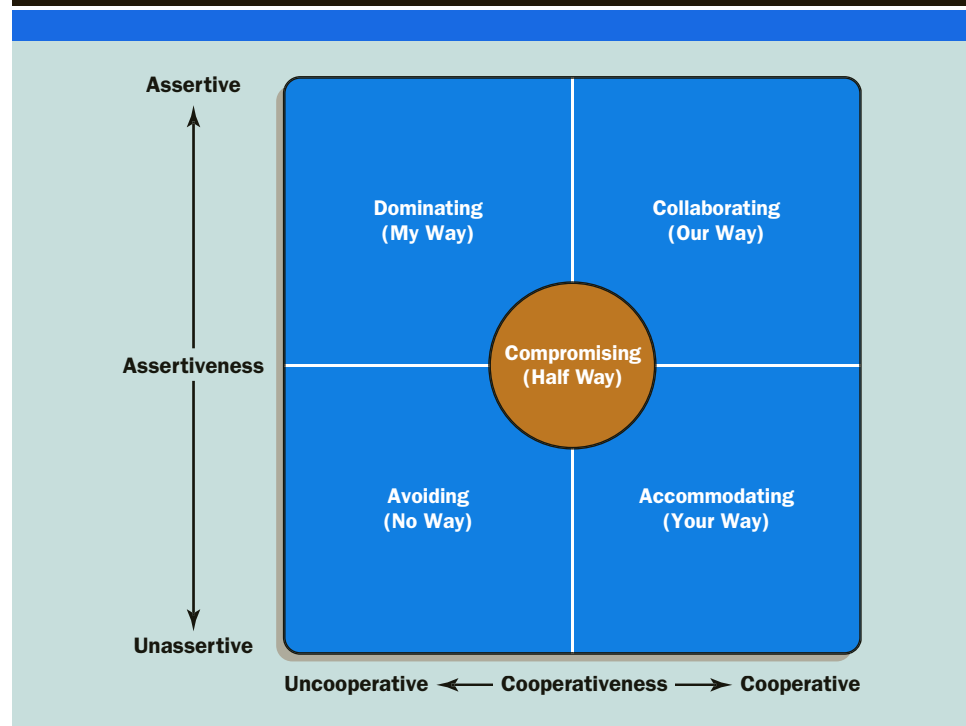 Assertive
Dominating
(My Way)
Collaborating
(Our Way)
Compromising
(Half Way)
Assertiveness
Avoiding
(No Way)
Accommodating
(Your Way)
Unassertive
Uncooperative Cooperativeness Cooperative